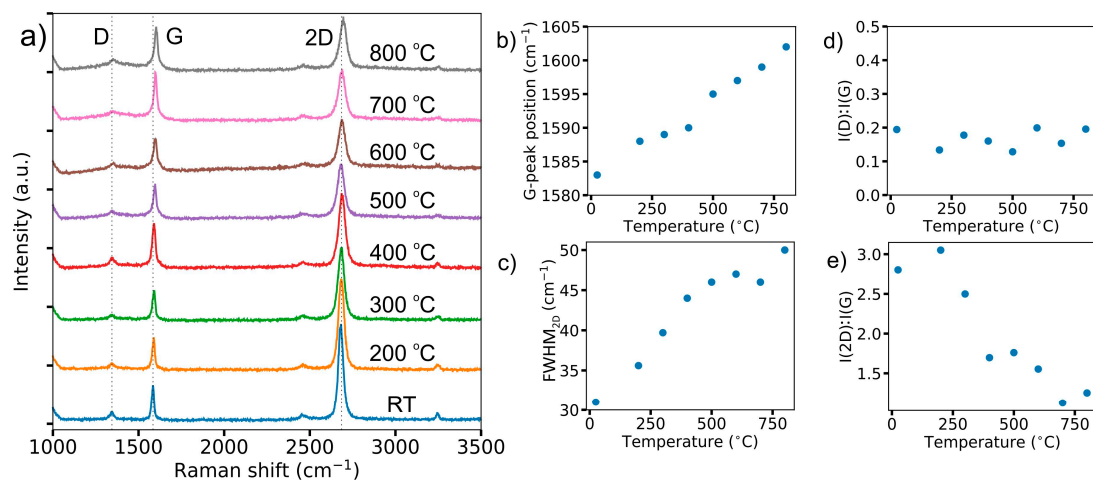 a)
D
G
2D
800 °C
700 °C
600 °C
500 °C
400 °C
300 °C
200 °C
RT
Intensity (a.u.)
1000 1500 2000 2500 3000 3500
Raman shift (cm⁻¹)
b)
G-peak position (cm⁻¹)
1605
1600
1595
1590
1585
1580
0 250 500 750
Temperature (°C)
c)
FWHM₂D (cm⁻¹)
50
45
40
35
30
0 250 500 750
Temperature (°C)
d)
I(D):I(G)
0.5
0.4
0.3
0.2
0.1
0.0
0 250 500 750
Temperature (°C)
e)
I(2D):I(G)
3.0
2.5
2.0
1.5
0 250 500 750
Temperature (°C)